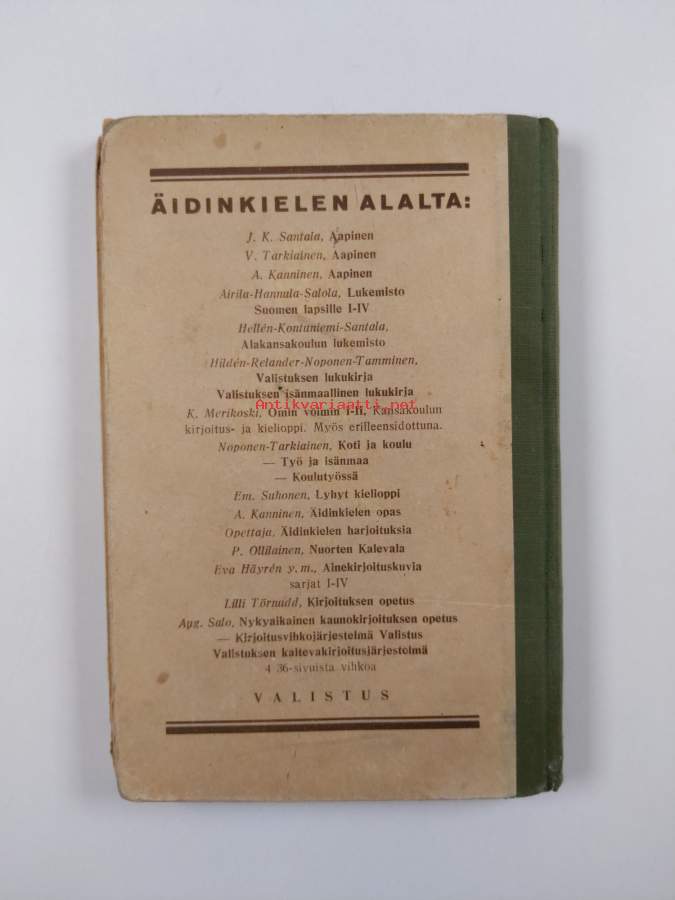 ÄIDINKIELEN ALALTA:
J. K. Santala, Aapinen
V. Tarkiainen, Aapinen
A. Kanninen, Aapinen
Airila-Hannula-Salola, Lukemisto
Suomen lapsille I-IV
Hellén-Kontuniemi-Santala,
Alakansakoulun lukemisto
Hildén-Relander-Noponen-Tamminen,
Valistuksen lukukirja
Valistuksen isänmaallinen lukukirja
Antikvariaatti.net
K. Merikoski, Omin voimin I-II, Kansakoulun
kirjoitus- ja kielioppi. Myös erilleensidottuna.
Noponen-Tarkiainen, Koti ja koulu
— Työ ja isänmaa
— Koulutyössä
Em. Suhonen, Lyhyt kielioppi
A. Kanninen, Äidinkielen opas
Opettaja, Äidinkielen harjoituksia
P. Ollilainen, Nuorten Kalevala
Eva Häyrén y. m., Ainekirjoituskuvia
sarjat I-IV
Lilli Törnudd, Kirjoituksen opetus
Aug. Salo, Nykyaikainen kaunokirjoituksen opetus
— Kirjoitusvihkojärjestelmä Valistus
Valistuksen kaltevakirjoitusjärjestelmä
4 36-sivuista vihkoa
VALISTUS